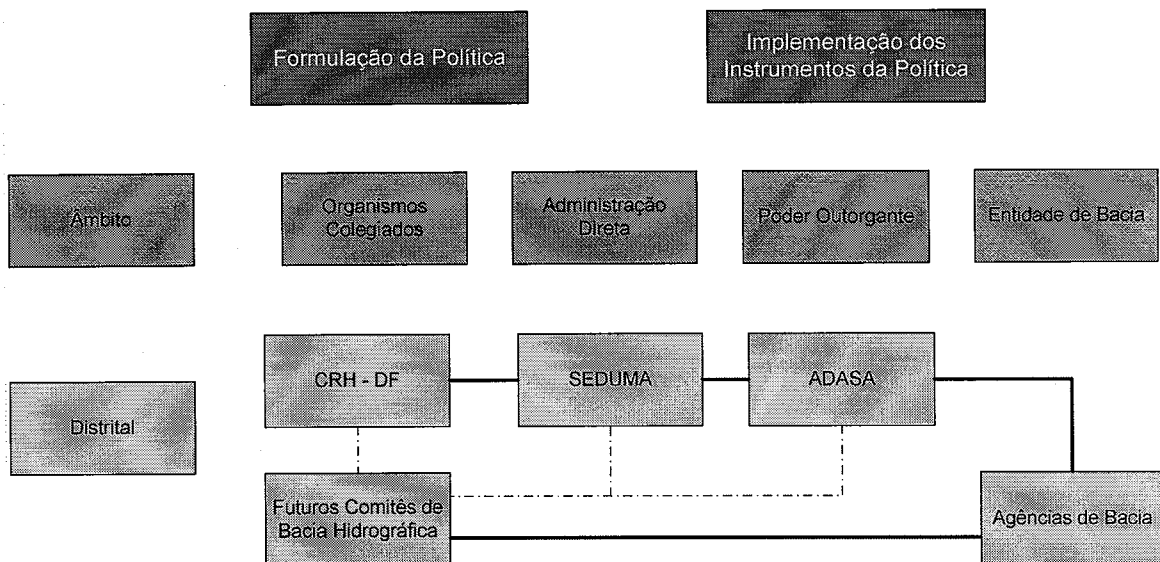 Formulação da Política
Implementação dos
Instrumentos da Política
Âmbito
Organismos
Colegiados
Administração
Direta
Poder Outorgante
Entidade de Bacia
Distrital
CRH - DF
SEDUMA
ADASA
Futuros Comitês de
Bacia Hidrográfica
Agências de Bacia